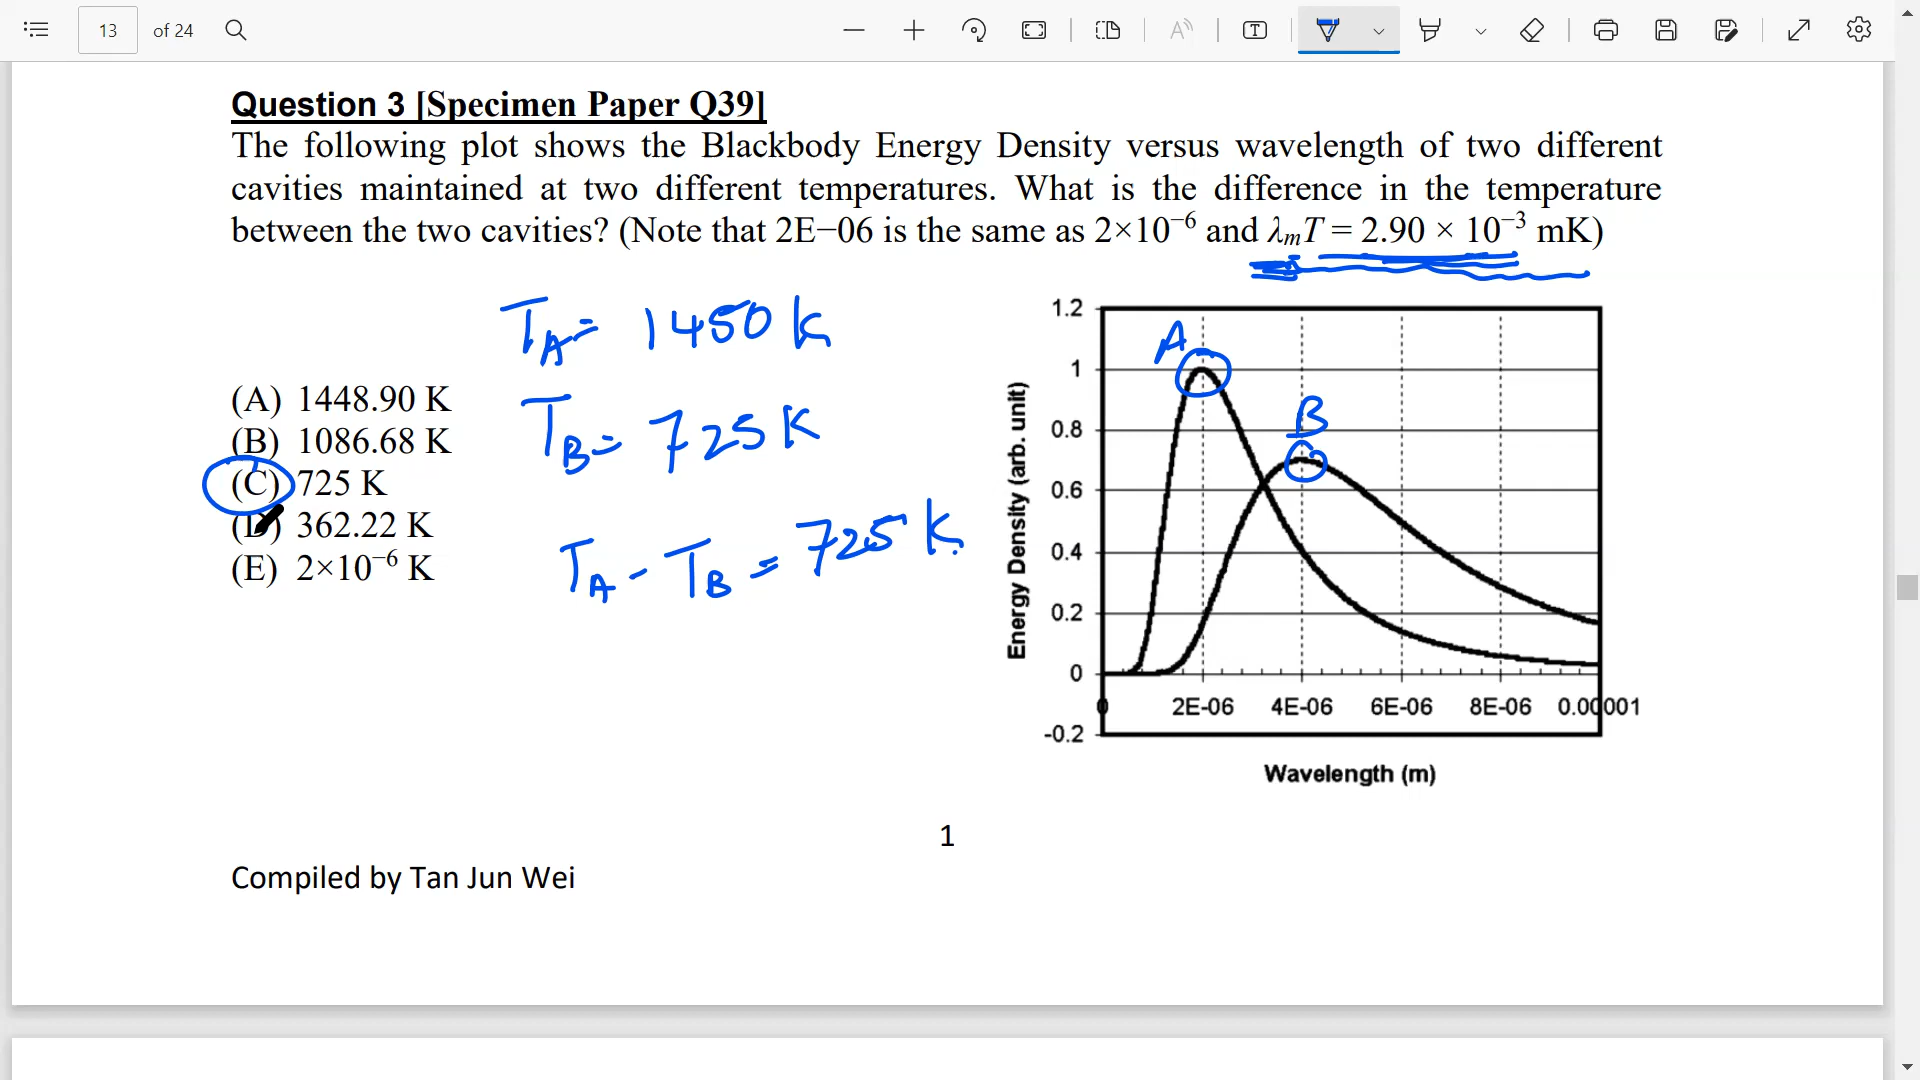 13 of 24
Question 3 [Specimen Paper Q39]
The following plot shows the Blackbody Energy Density versus wavelength of two different
cavities maintained at two different temperatures. What is the difference in the temperature
between the two cavities? (Note that 2E−06 is the same as 2×10⁻⁶ and λₘT = 2.90 × 10⁻³ mK)
T_A = 1450 K
(A) 1448.90 K
T_B = 725 K
(B) 1086.68 K
(C) 725 K
(D) 362.22 K
T_A - T_B = 725 K.
(E) 2×10⁻⁶ K
A
B
1.2
1
0.8
0.6
0.4
0.2
0
-0.2
Energy Density (arb. unit)
0 2E-06 4E-06 6E-06 8E-06 0.00001
Wavelength (m)
1
Compiled by Tan Jun Wei